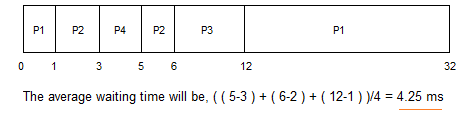 P1 P2 P4 P2 P3 P1
0 1 3 5 6 12 32
The average waiting time will be, ( ( 5-3 ) + ( 6-2 ) + ( 12-1 ) )/4 = 4.25 ms